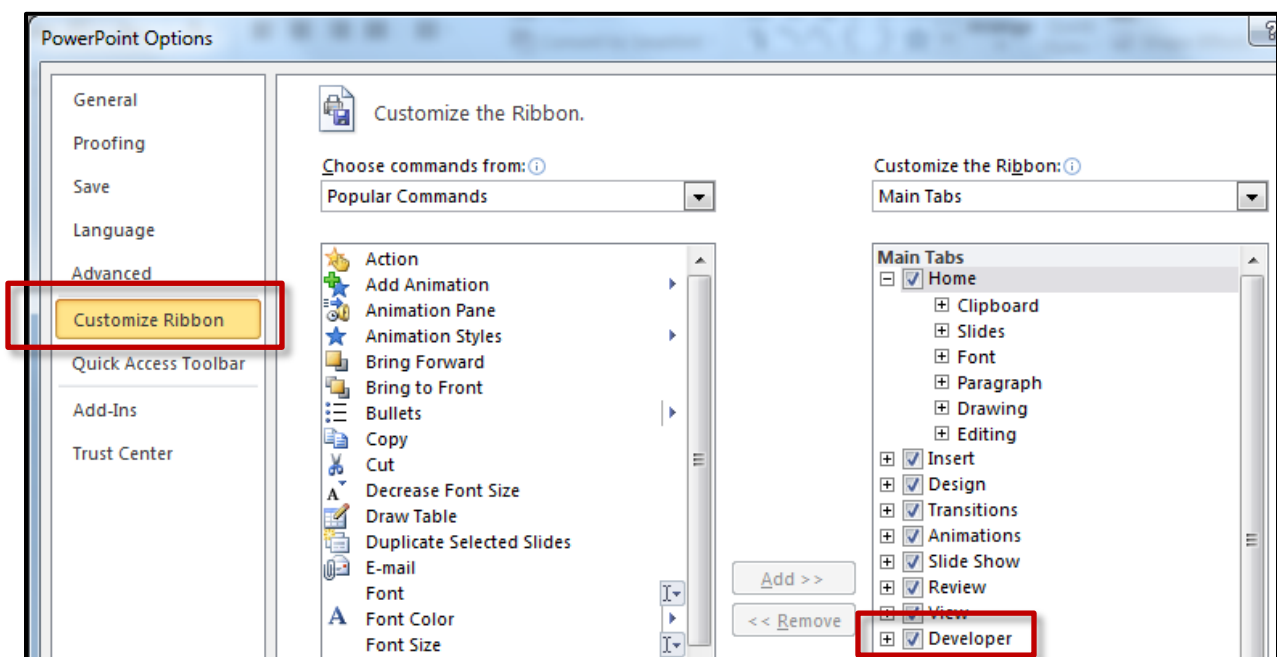 PowerPoint Options
?
General
Proofing
Save
Language
Advanced
Customize Ribbon
Quick Access Toolbar
Add-Ins
Trust Center
Customize the Ribbon.
Choose commands from:
Popular Commands
Action
Add Animation
Animation Pane
Animation Styles
Bring Forward
Bring to Front
Bullets
Copy
Cut
Decrease Font Size
Draw Table
Duplicate Selected Slides
E-mail
Font
Font Color
Font Size
Add >>
<< Remove
Customize the Ribbon:
Main Tabs
Main Tabs
Home
Clipboard
Slides
Font
Paragraph
Drawing
Editing
Insert
Design
Transitions
Animations
Slide Show
Review
View
Developer